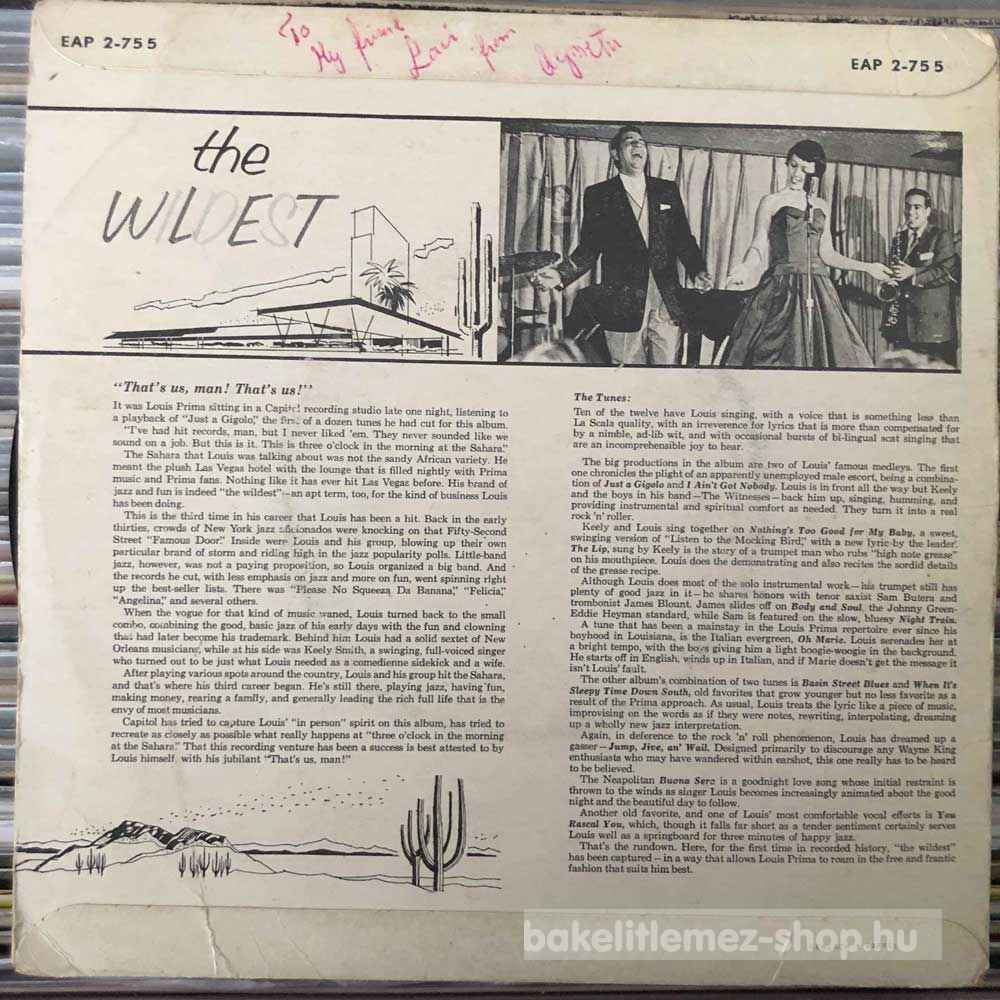 EAP 2-755
To
My friend
from
EAP 2-755
the
WILDEST
"That's us, man! That's us!"
It was Louis Prima sitting in a Capitol recording studio late one night, listening to
a playback of "Just a Gigolo," the first of a dozen tunes he had cut for this album.
"I've had hit records, man, but I never liked 'em. They never sounded like we
sound on a job. But this is it. This is three o'clock in the morning at the Sahara."
The Sahara that Louis was talking about was not the sandy African variety. He
meant the plush Las Vegas hotel with the lounge that is filled nightly with Prima
music and Prima fans. Nothing like it has ever hit Las Vegas before. His brand of
jazz and fun is indeed "the wildest"—an apt term, too, for the kind of business Louis
has been doing.
This is the third time in his career that Louis has been a hit. Back in the early
thirties, crowds of New York jazz aficionados were knocking on that Fifty-Second
Street "Famous Door." Inside were Louis and his group, blowing up their own
particular brand of storm and riding high in the jazz popularity polls. Little-band
jazz, however, was not a paying proposition, so Louis organized a big band. And
the records he cut, with less emphasis on jazz and more on fun, went spinning right
up the best-seller lists. There was "Please No Squeeza Da Banana," "Felicia,"
"Angelina," and several others.
When the vogue for that kind of music waned, Louis turned back to the small
combo, combining the good, basic jazz of his early days with the fun and clowning
that had later become his trademark. Behind him Louis had a solid sextet of New
Orleans musicians, while at his side was Keely Smith, a swinging, full-voiced singer
who turned out to be just what Louis needed as a comedienne sidekick and a wife.
After playing various spots around the country, Louis and his group hit the Sahara,
and that's where his third career began. He's still there, playing jazz, having fun,
making money, rearing a family, and generally leading the rich full life that is the
envy of most musicians.
Capitol has tried to capture Louis' "in person" spirit on this album, has tried to
recreate as closely as possible what really happens at "three o'clock in the morning
at the Sahara." That this recording venture has been a success is best attested to by
Louis himself, with his jubilant "That's us, man!"
The Tunes:
Ten of the twelve have Louis singing, with a voice that is something less than
La Scala quality, with an irreverence for lyrics that is more than compensated for
by a nimble, ad-lib wit, and with occasional bursts of bi-lingual scat singing that
are an incomprehensible joy to hear.
The big productions in the album are two of Louis' famous medleys. The first
one chronicles the plight of an apparently unemployed male escort, being a combina-
tion of Just a Gigolo and I Ain't Got Nobody. Louis is in front all the way but Keely
and the boys in his band—The Witnesses—back him up, singing, humming, and
providing instrumental and spiritual comfort as needed. They turn it into a real
rock 'n' roller.
Keely and Louis sing together on Nothing's Too Good for My Baby, a sweet,
swinging version of "Listen to the Mocking Bird," with a new lyric by the leader.
The Lip, sung by Keely is the story of a trumpet man who rubs "high note grease"
on his mouthpiece. Louis does the demonstrating and also recites the sordid details
of the grease recipe.
Although Louis does most of the solo instrumental work—his trumpet still has
plenty of good jazz in it—he shares honors with tenor saxist Sam Butera and
trombonist James Blount. James slides off on Body and Soul, the Johnny Green-
Eddie Heyman standard, while Sam is featured on the slow, bluesy Night Train.
A tune that has been a mainstay in the Louis Prima repertoire ever since his
boyhood in Louisiana, is the Italian evergreen, Oh Marie. Louis serenades her at
a bright tempo, with the boys giving him a light boogie-woogie in the background.
He starts off in English, winds up in Italian, and if Marie doesn't get the message it
isn't Louis' fault.
The other album's combination of two tunes is Basin Street Blues and When It's
Sleepy Time Down South, old favorites that grow younger but no less favorite as a
result of the Prima approach. As usual, Louis treats the lyric like a piece of music,
improvising on the words as if they were notes, rewriting, interpolating, dreaming
up a wholly new jazz interpretation.
Again, in deference to the rock 'n roll phenomenon, Louis has dreamed up a
gasser—Jump, Jive, an' Wail. Designed primarily to discourage any Wayne King
enthusiasts who may have wandered within earshot, this one really has to be heard
to be believed.
The Neapolitan Buona Sera is a goodnight love song whose initial restraint is
thrown to the winds as singer Louis becomes increasingly animated about the good
night and the beautiful day to follow.
Another old favorite, and one of Louis' most comfortable vocal efforts is You
Rascal You, which, though it falls far short as a tender sentiment certainly serves
Louis well as a springboard for three minutes of happy jazz.
That's the rundown. Here, for the first time in recorded history, "the wildest"
has been captured—in a way that allows Louis Prima to roam in the free and frantic
fashion that suits him best.
bakelitlemez-shop.hu